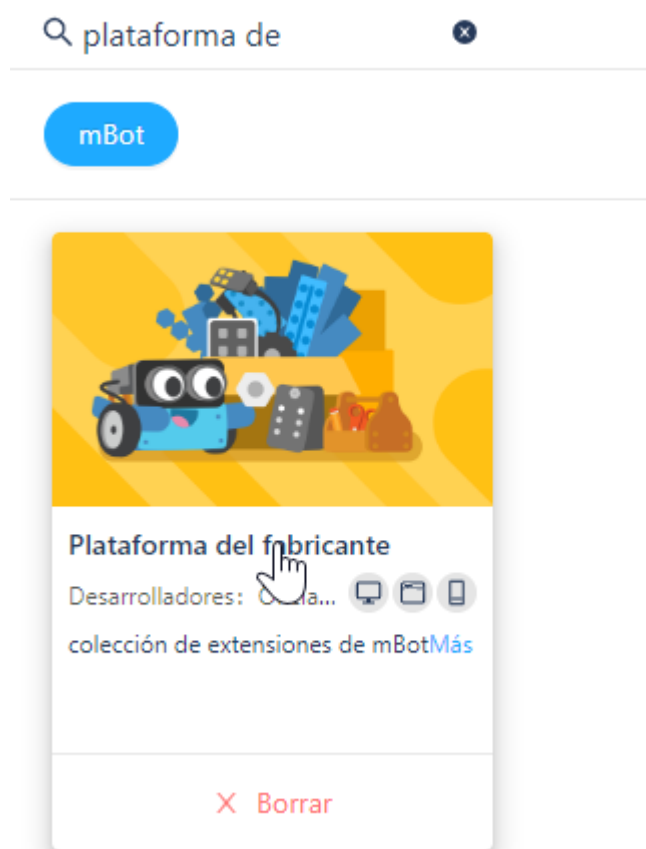 plataforma de
mBot
Plataforma del fabricante
Desarrolladores:
colección de extensiones de mBotMás
Borrar